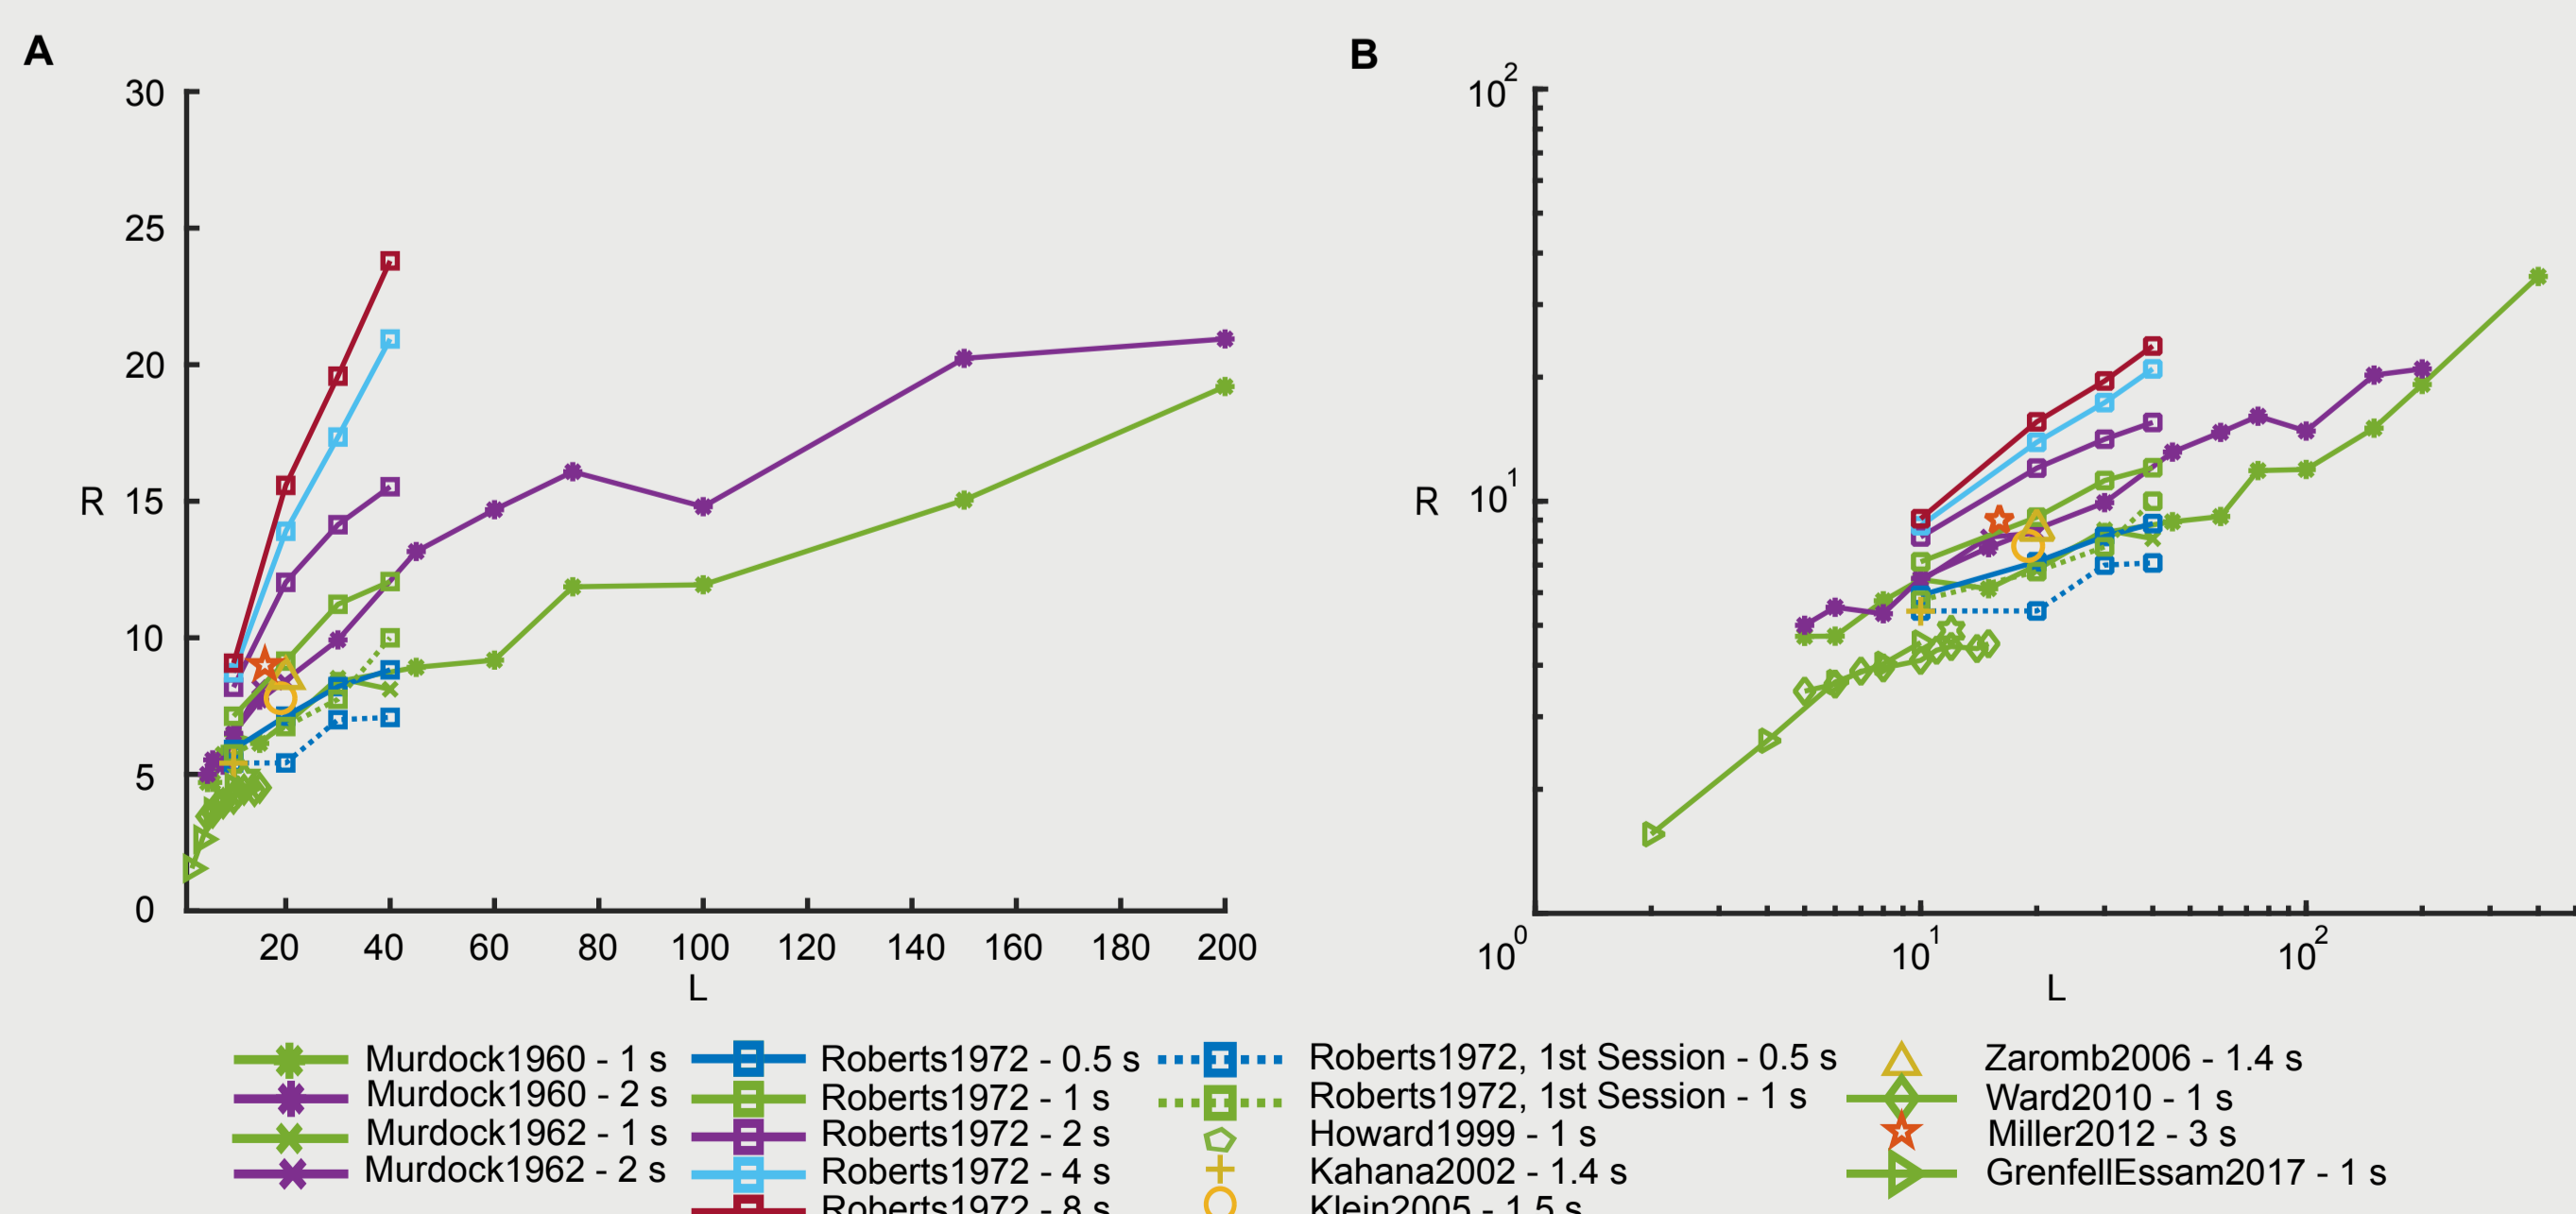 A
B
30
25
20
15
10
5
0
R
20 40 60 80 100 120 140 160 180 200
L
10^2
10^1
R
10^0 10^1 10^2
L
Murdock1960 - 1 s
Murdock1960 - 2 s
Murdock1962 - 1 s
Murdock1962 - 2 s
Roberts1972 - 0.5 s
Roberts1972 - 1 s
Roberts1972 - 2 s
Roberts1972 - 4 s
Roberts1972 - 8 s
Roberts1972, 1st Session - 0.5 s
Roberts1972, 1st Session - 1 s
Howard1999 - 1 s
Kahana2002 - 1.4 s
Klein2005 - 1.5 s
Zaromb2006 - 1.4 s
Ward2010 - 1 s
Miller2012 - 3 s
GrenfellEssam2017 - 1 s